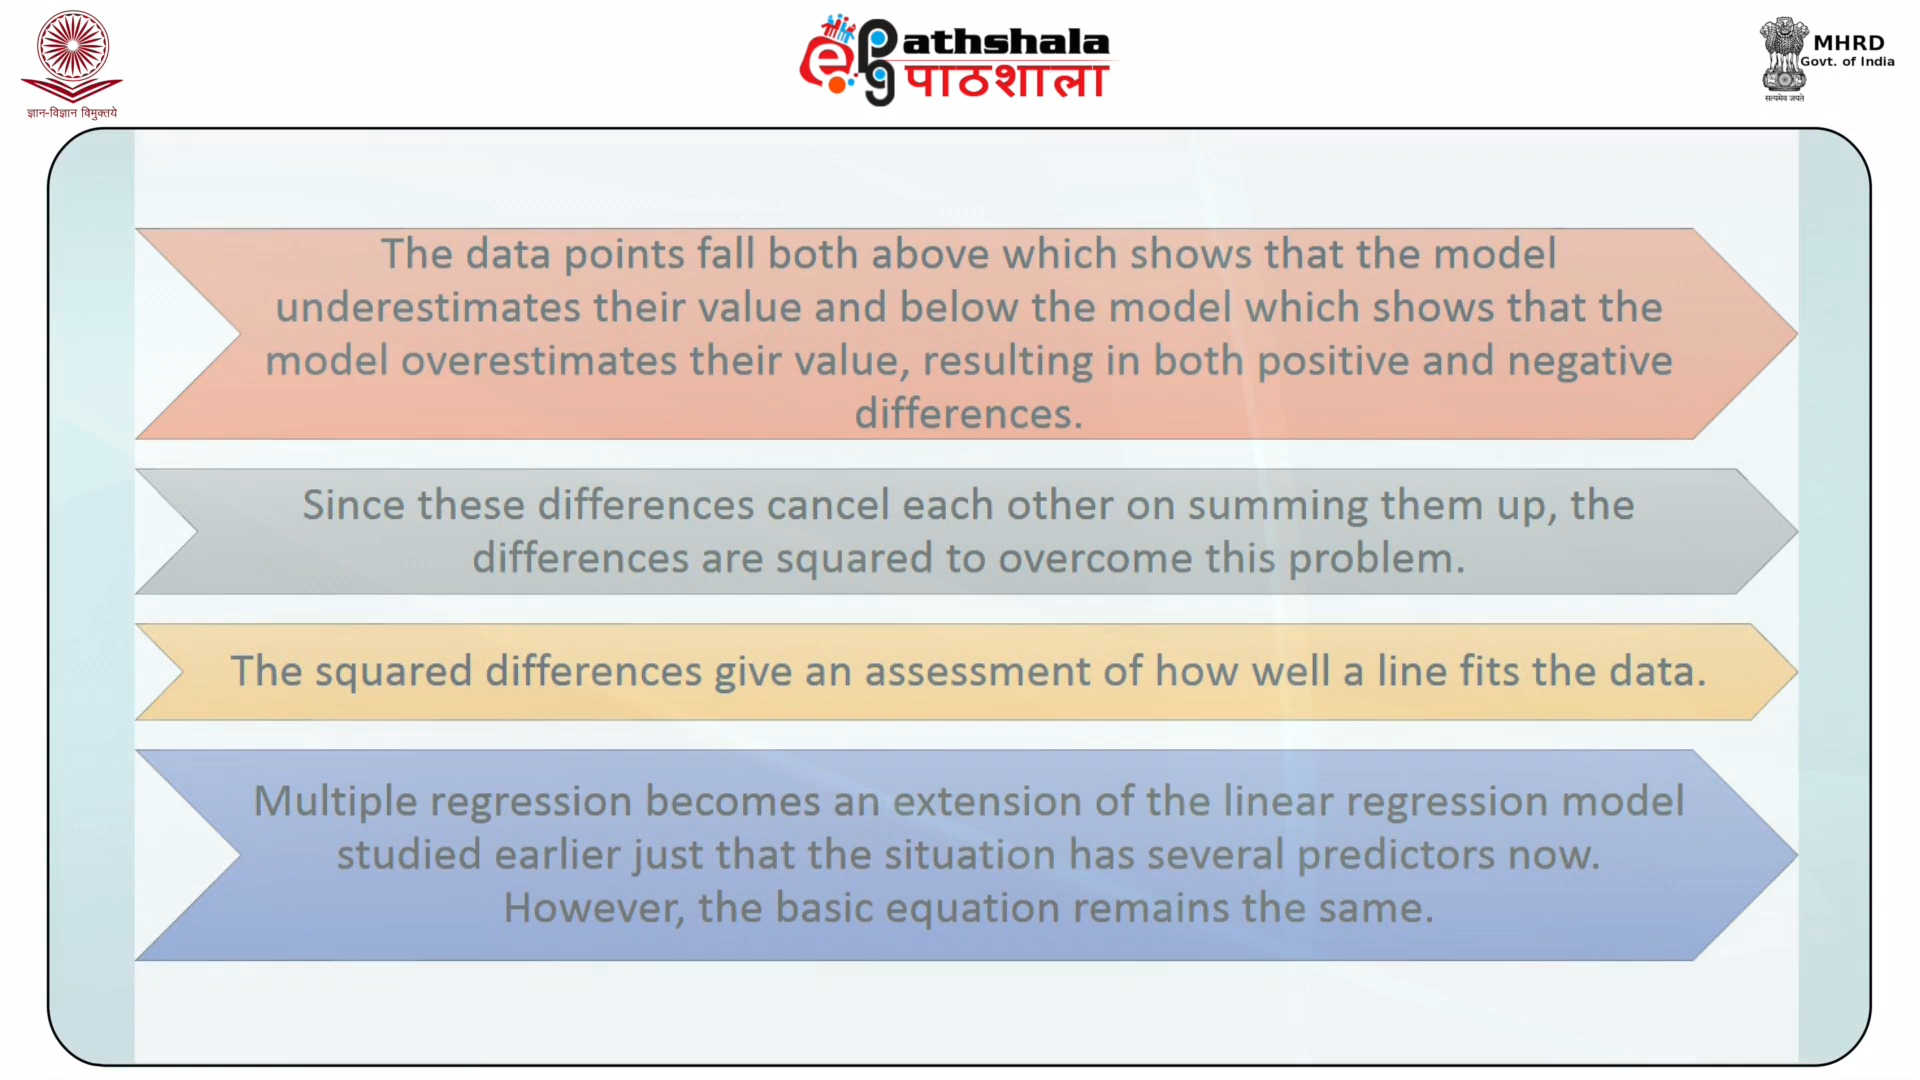 ज्ञान-विज्ञान विमुक्तये
epg Pathshala
पाठशाला
MHRD
Govt. of India
सत्यमेव जयते
The data points fall both above which shows that the model
underestimates their value and below the model which shows that the
model overestimates their value, resulting in both positive and negative
differences.
Since these differences cancel each other on summing them up, the
differences are squared to overcome this problem.
The squared differences give an assessment of how well a line fits the data.
Multiple regression becomes an extension of the linear regression model
studied earlier just that the situation has several predictors now.
However, the basic equation remains the same.